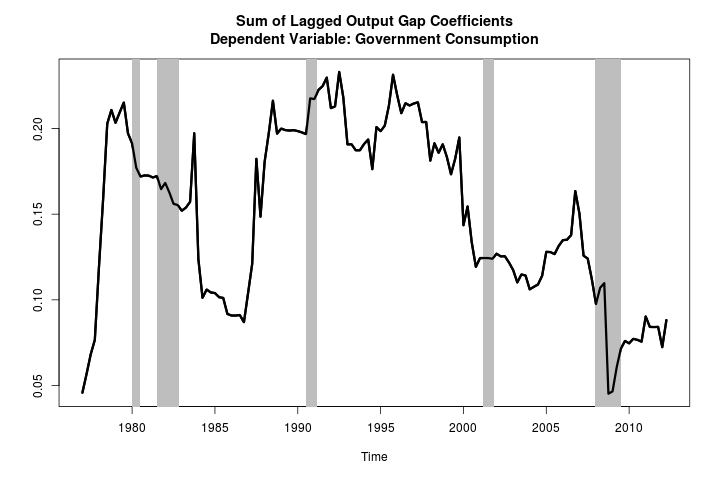 Sum of Lagged Output Gap Coefficients
Dependent Variable: Government Consumption
0.20
0.15
0.10
0.05
1980 1985 1990 1995 2000 2005 2010
Time